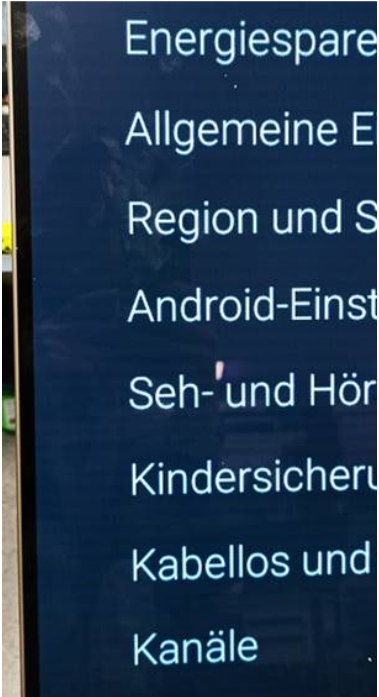 Energiespare
Allgemeine E
Region und S
Android-Einst
Seh- und Hör
Kindersicheru
Kabellos und
Kanäle